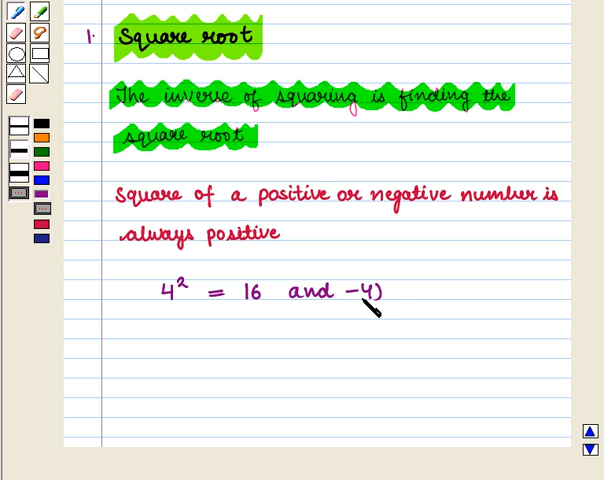 1. Square root
The inverse of squaring is finding the
square root
Square of a positive or negative number is
always positive
4² = 16 and -4)